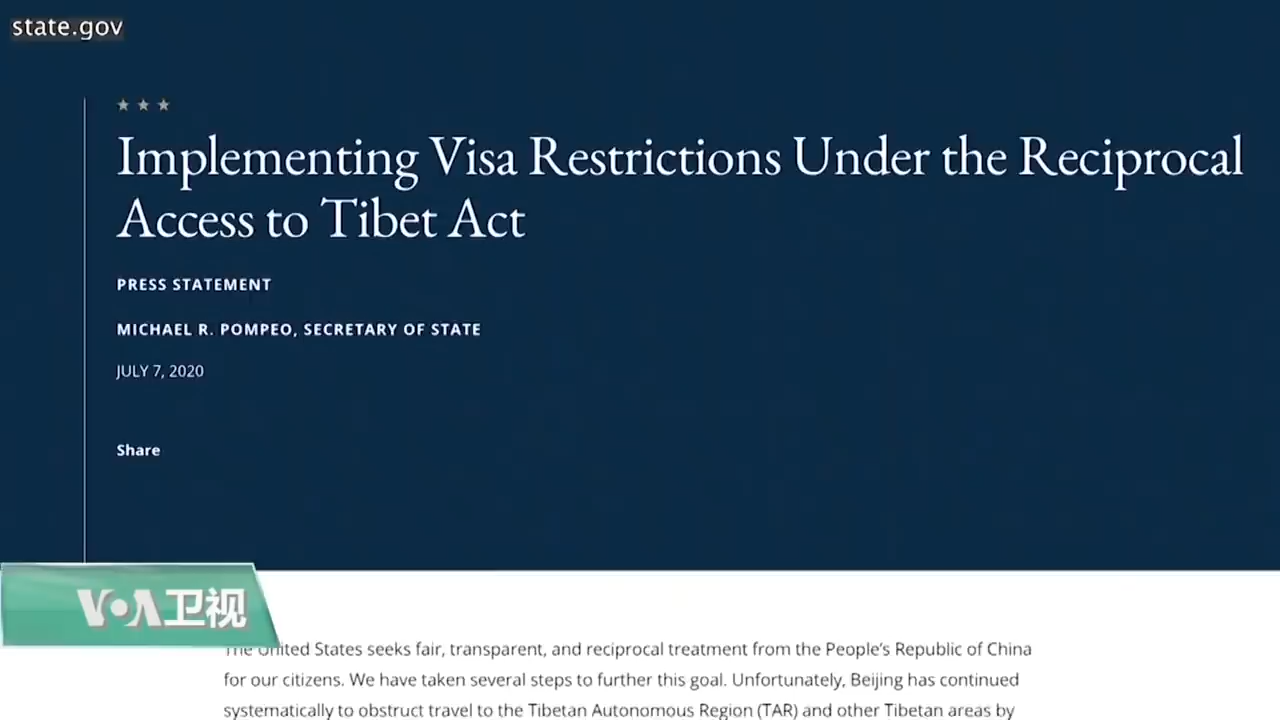 state.gov
Implementing Visa Restrictions Under the Reciprocal
Access to Tibet Act
PRESS STATEMENT
MICHAEL R. POMPEO, SECRETARY OF STATE
JULY 7, 2020
Share
VOA卫视
The United States seeks fair, transparent, and reciprocal treatment from the People's Republic of China
for our citizens. We have taken several steps to further this goal. Unfortunately, Beijing has continued
systematically to obstruct travel to the Tibetan Autonomous Region (TAR) and other Tibetan areas by